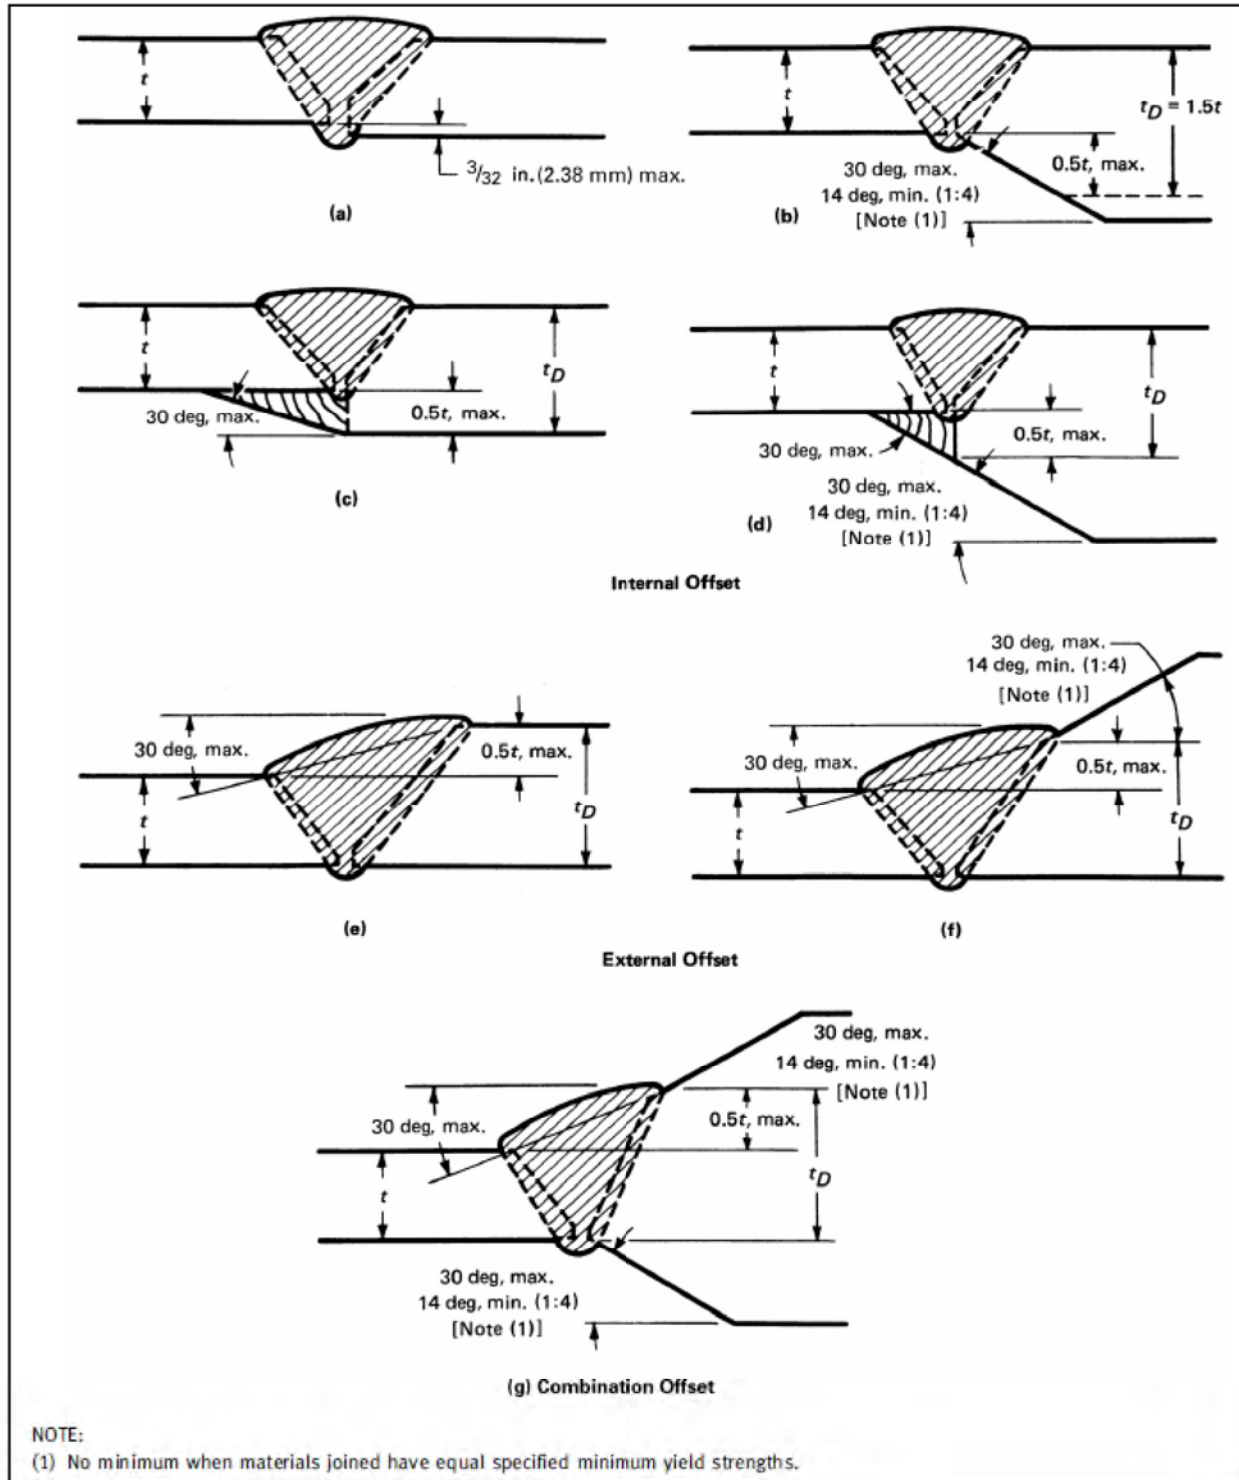 t
3/32 in. (2.38 mm) max.
(a)
t
tD = 1.5t
30 deg, max.
14 deg, min. (1:4)
[Note (1)]
0.5t, max.
(b)
t
30 deg, max.
0.5t, max.
tD
(c)
t
30 deg, max.
0.5t, max.
tD
30 deg, max.
14 deg, min. (1:4)
[Note (1)]
(d)
Internal Offset
30 deg, max.
0.5t, max.
t
tD
(e)
30 deg, max.
14 deg, min. (1:4)
[Note (1)]
30 deg, max.
0.5t, max.
t
tD
(f)
External Offset
30 deg, max.
14 deg, min. (1:4)
[Note (1)]
30 deg, max.
0.5t, max.
t
tD
30 deg, max.
14 deg, min. (1:4)
[Note (1)]
(g) Combination Offset
NOTE:
(1) No minimum when materials joined have equal specified minimum yield strengths.